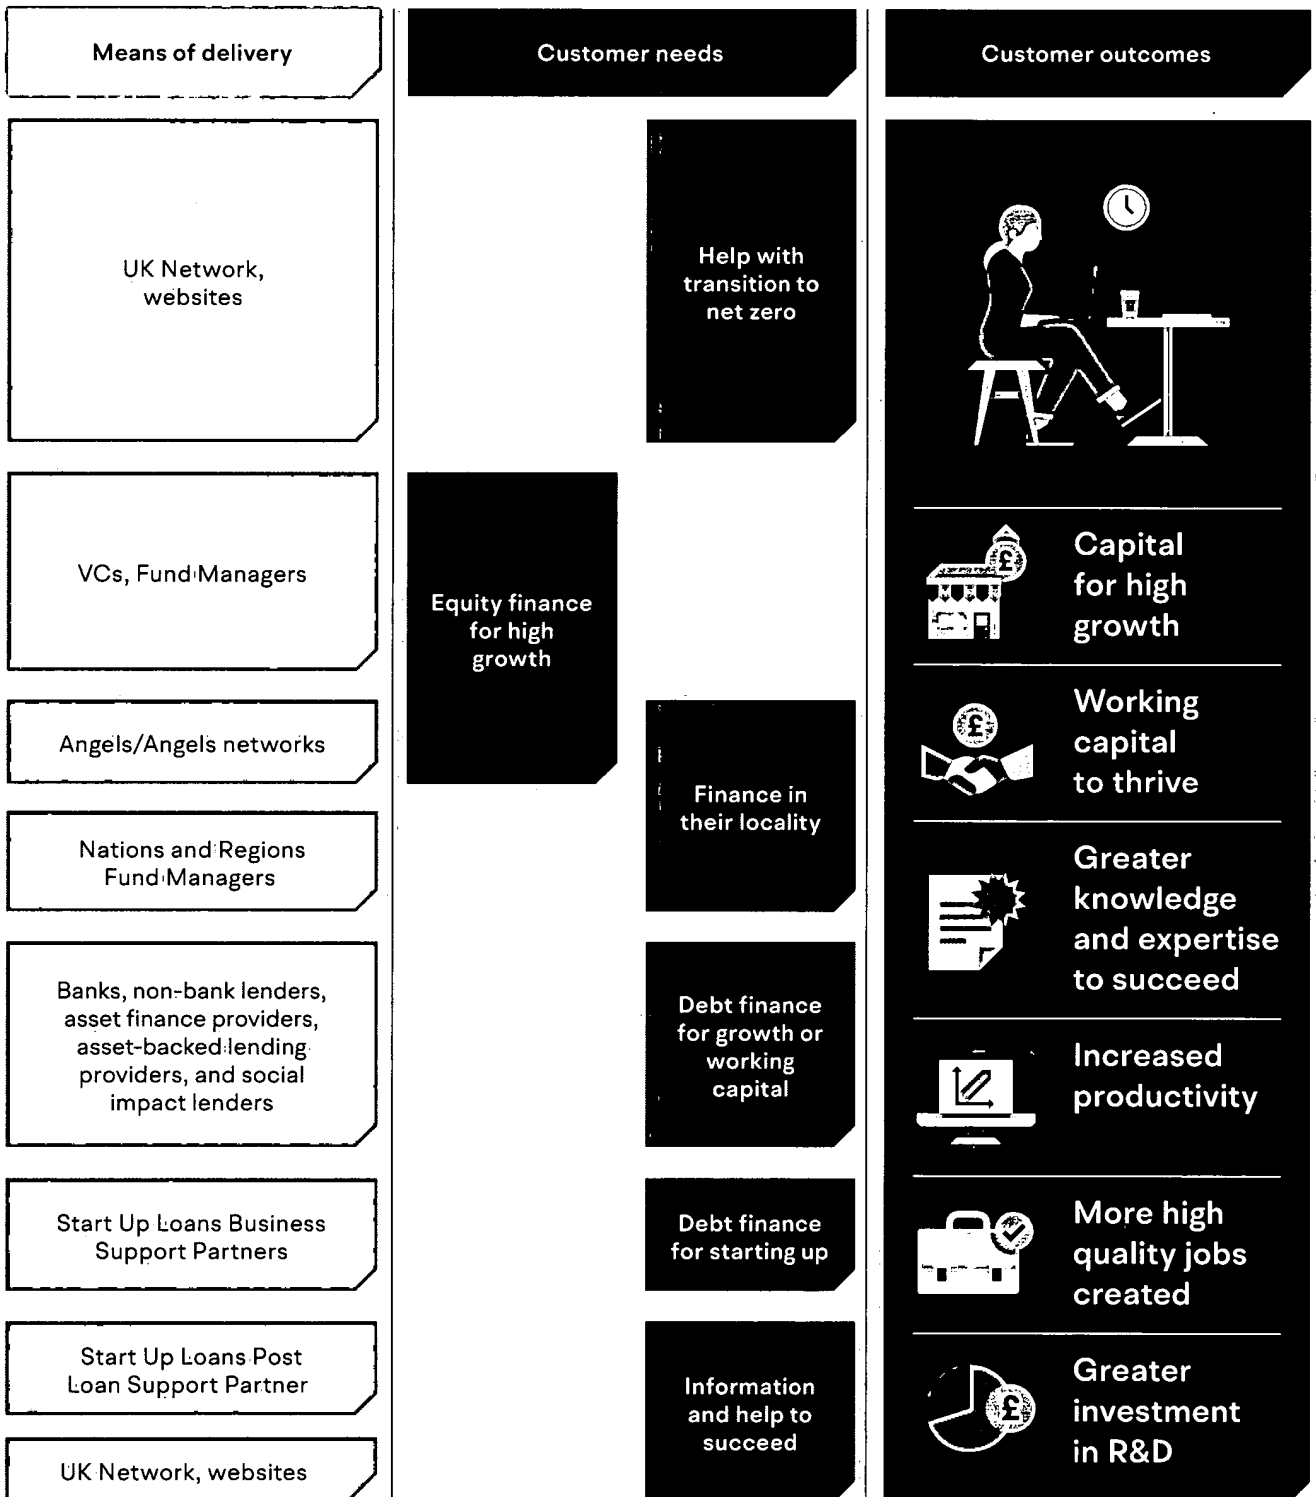 Means of delivery
Customer needs
Customer outcomes
UK Network,
websites
Help with
transition to
net zero
VCs, Fund Managers
Equity finance
for high
growth
Angels/Angels networks
Finance in
their locality
Nations and Regions
Fund Managers
Banks, non-bank lenders,
asset finance providers,
asset-backed lending
providers, and social
impact lenders
Debt finance
for growth or
working
capital
Start Up Loans Business
Support Partners
Debt finance
for starting up
Start Up Loans Post
Loan Support Partner
Information
and help to
succeed
UK Network, websites
£
Capital
for high
growth
£
Working
capital
to thrive
Greater
knowledge
and expertise
to succeed
Increased
productivity
More high
quality jobs
created
£
Greater
investment
in R&D